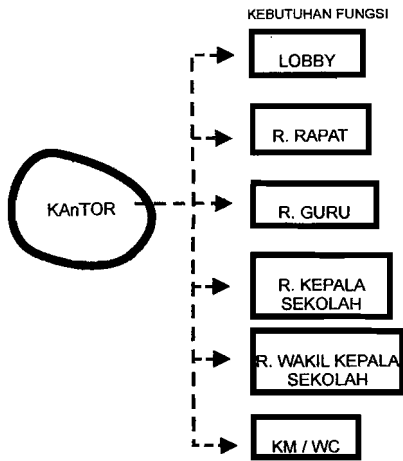 KEBUTUHAN FUNGSI
LOBBY
R. RAPAT
KAnTOR
R. GURU
R. KEPALA
SEKOLAH
R. WAKIL KEPALA
SEKOLAH
KM / WC